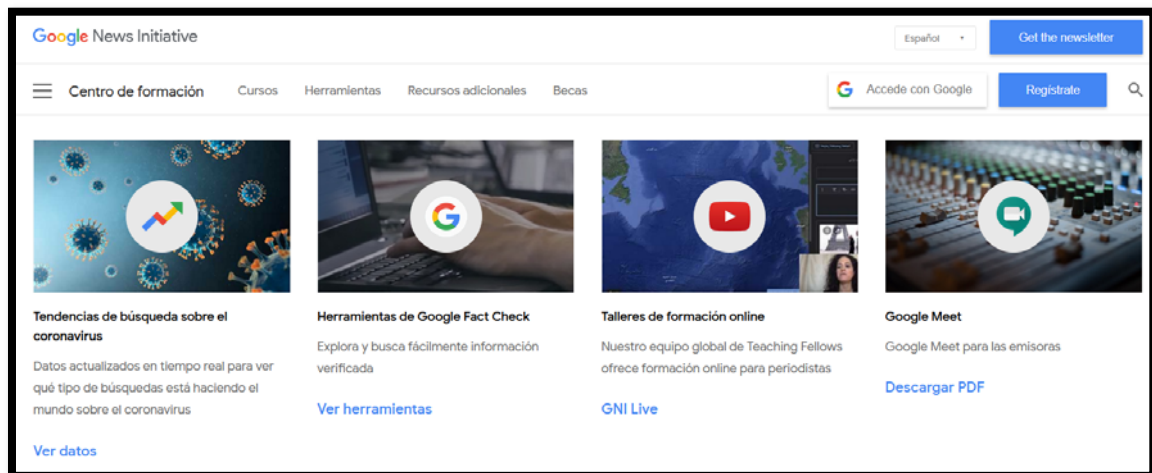 Google News Initiative
Español
Get the newsletter
Centro de formación
Cursos
Herramientas
Recursos adicionales
Becas
G Accede con Google
Regístrate
G
Tendencias de búsqueda sobre el
coronavirus
Datos actualizados en tiempo real para ver
qué tipo de búsquedas está haciendo el
mundo sobre el coronavirus
Ver datos
Herramientas de Google Fact Check
Explora y busca fácilmente información
verificada
Ver herramientas
Talleres de formación online
Nuestro equipo global de Teaching Fellows
ofrece formación online para periodistas
GNI Live
Google Meet
Google Meet para las emisoras
Descargar PDF